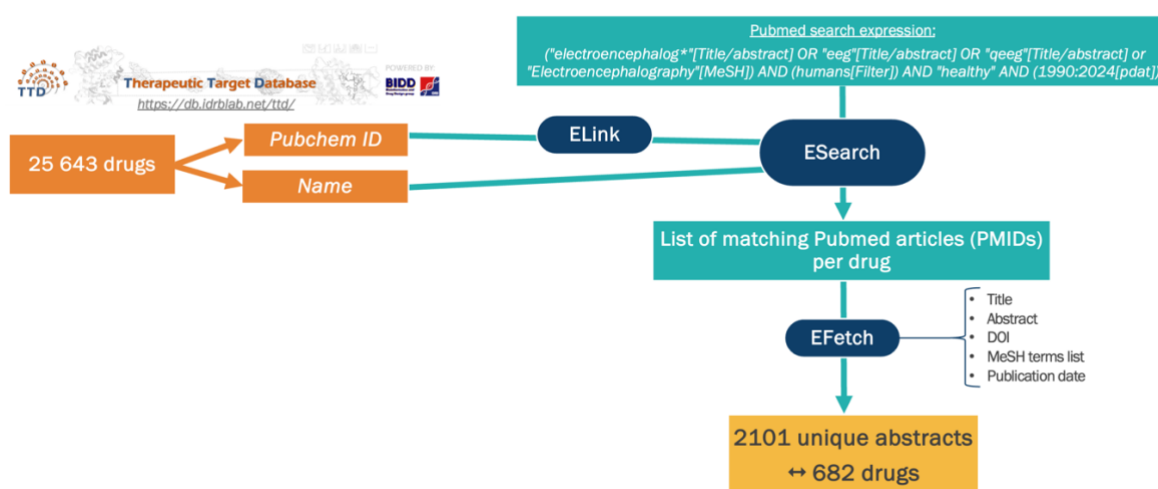 Pubmed search expression:
("electroencephalog*"[Title/abstract] OR "eeg"[Title/abstract] OR "qeeg"[Title/abstract] or
"Electroencephalography"[MeSH]) AND (humans[Filter]) AND "healthy" AND (1990:2024[pdat])
TTD
Therapeutic Target Database
https://db.idrblab.net/ttd/
POWERED BY:
BIDD
25 643 drugs
Pubchem ID
Name
ELink
ESearch
List of matching Pubmed articles (PMIDs)
per drug
EFetch
• Title
• Abstract
• DOI
• MeSH terms list
• Publication date
2101 unique abstracts
↔ 682 drugs